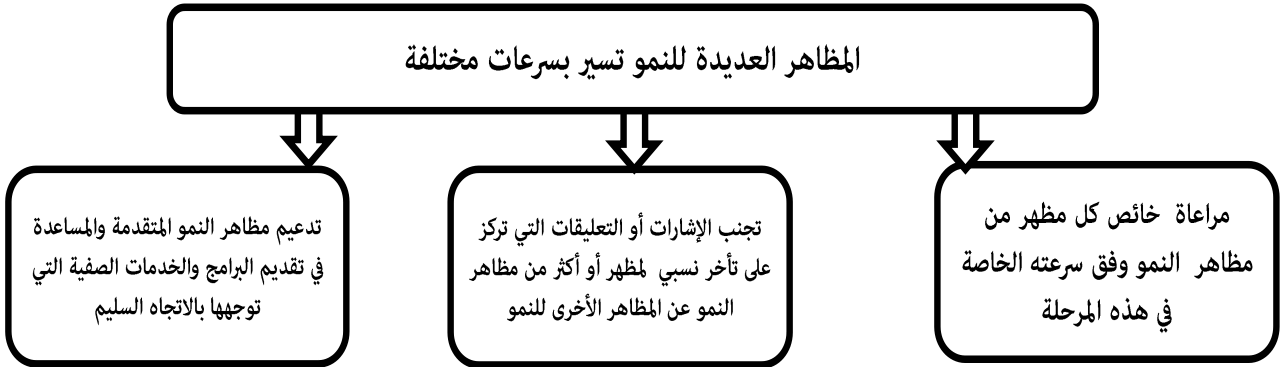 المظاهر العديدة للنمو تسير بسرعات مختلفة
مراعاة خائص كل مظهر من
مظاهر النمو وفق سرعته الخاصة
في هذه المرحلة
تجنب الإشارات أو التعليقات التي تركز
على تأخر نسبي لمظهر أو أكثر من مظاهر
النمو عن المظاهر الأخرى للنمو
تدعيم مظاهر النمو المتقدمة والمساعدة
في تقديم البرامج والخدمات الصفية التي
توجهها بالاتجاه السليم